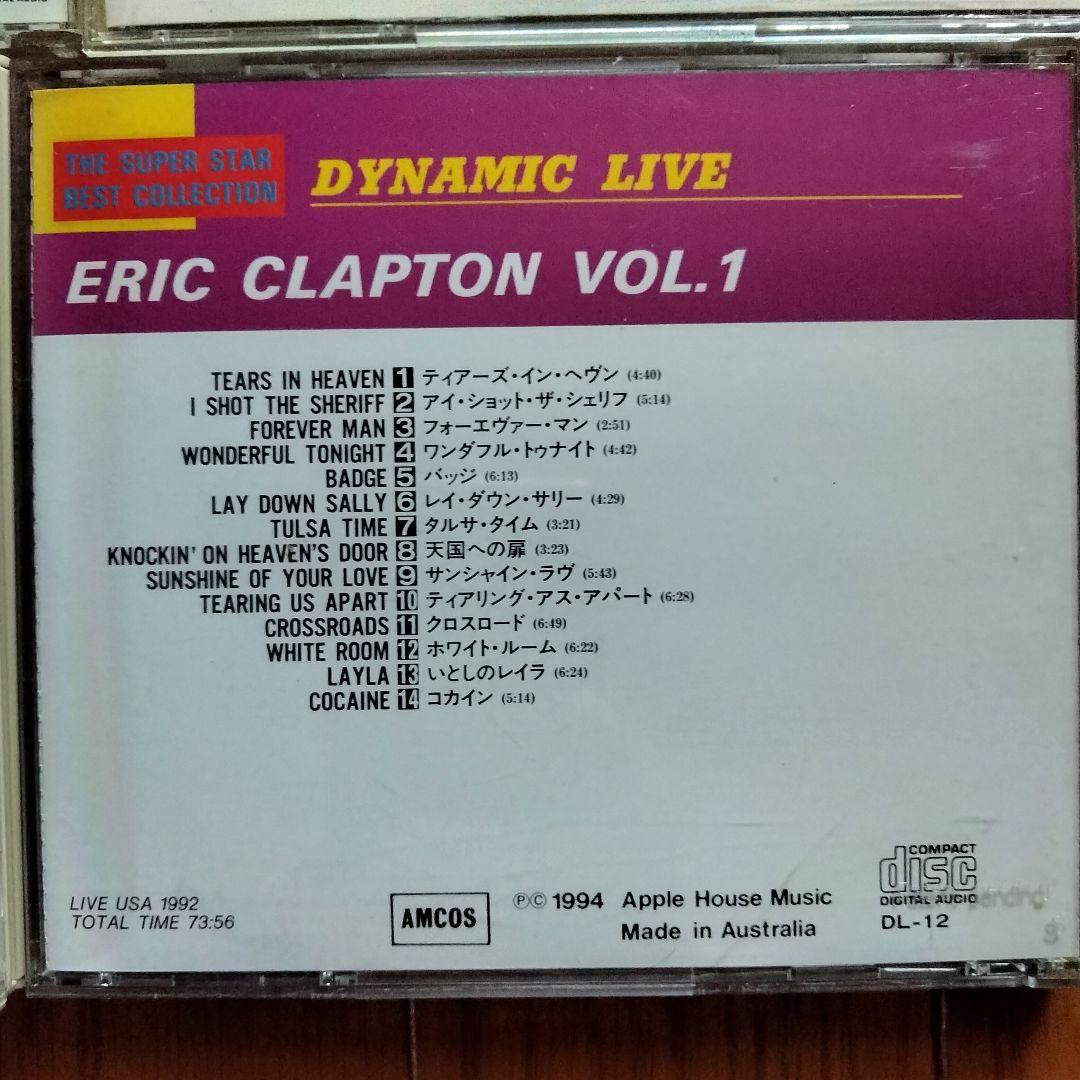 THE SUPER STAR
BEST COLLECTION
DYNAMIC LIVE
ERIC CLAPTON VOL.1
TEARS IN HEAVEN 1 ティアーズ・イン・ヘヴン (4:40)
I SHOT THE SHERIFF 2 アイ・ショット・ザ・シェリフ (5:14)
FOREVER MAN 3 フォーエヴァー・マン (2:51)
WONDERFUL TONIGHT 4 ワンダフル・トゥナイト (4:42)
BADGE 5 バッジ (6:13)
LAY DOWN SALLY 6 レイ・ダウン・サリー (4:29)
TULSA TIME 7 タルサ・タイム (3:21)
KNOCKIN' ON HEAVEN'S DOOR 8 天国への扉 (3:23)
SUNSHINE OF YOUR LOVE 9 サンシャイン・ラヴ (5:43)
TEARING US APART 10 ティアリング・アス・アパート (6:28)
CROSSROADS 11 クロスロード (6:49)
WHITE ROOM 12 ホワイト・ルーム (6:22)
LAYLA 13 いとしのレイラ (6:24)
COCAINE 14 コカイン (5:14)
LIVE USA 1992
TOTAL TIME 73:56
AMCOS
ⓅⒸ 1994 Apple House Music
Made in Australia
COMPACT
disc
DIGITAL AUDIO
pending
DL-12